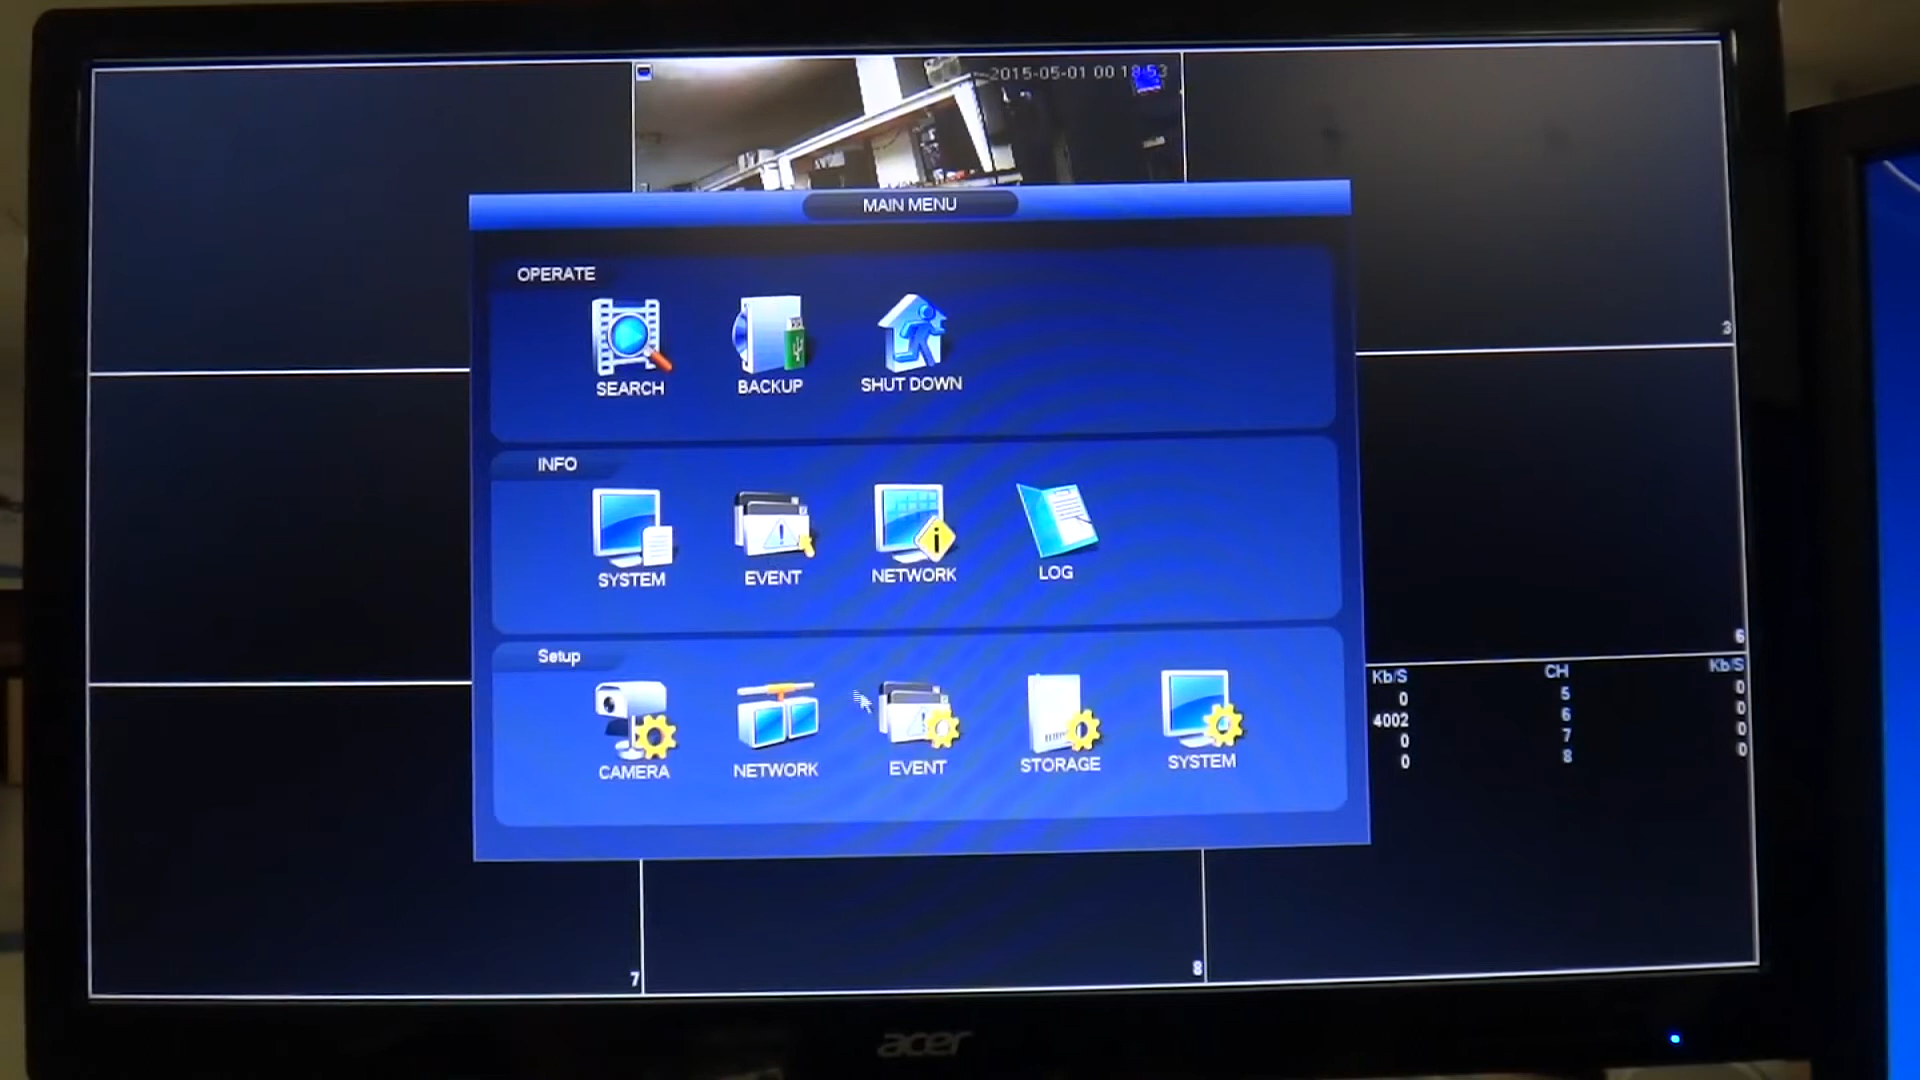 2015-05-01 00 18:53
MAIN MENU
OPERATE
SEARCH BACKUP SHUT DOWN
3
INFO
SYSTEM EVENT NETWORK LOG
6
Setup
CAMERA NETWORK EVENT STORAGE SYSTEM
Kb/S CH Kb/S
0 5 0
4002 6 0
0 7 0
0 8 0
7 8
acer